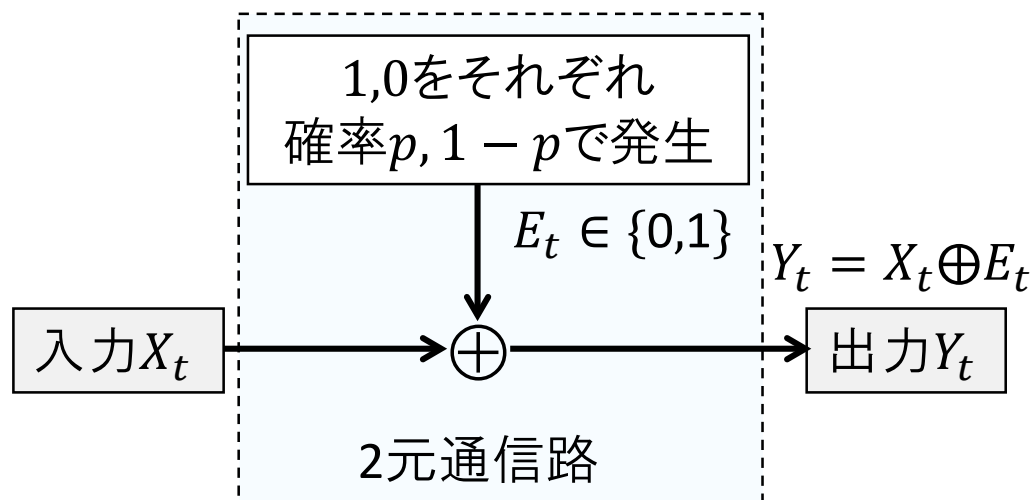 1,0をそれぞれ
確率p, 1 − pで発生
E_t ∈ {0,1}
Y_t = X_t⊕E_t
入力X_t
⊕
出力Y_t
2元通信路